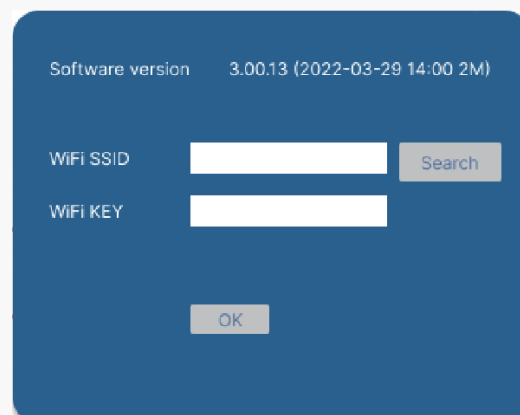 Software version 3.00.13 (2022-03-29 14:00 2M)
WiFi SSID Search
WiFi KEY
OK